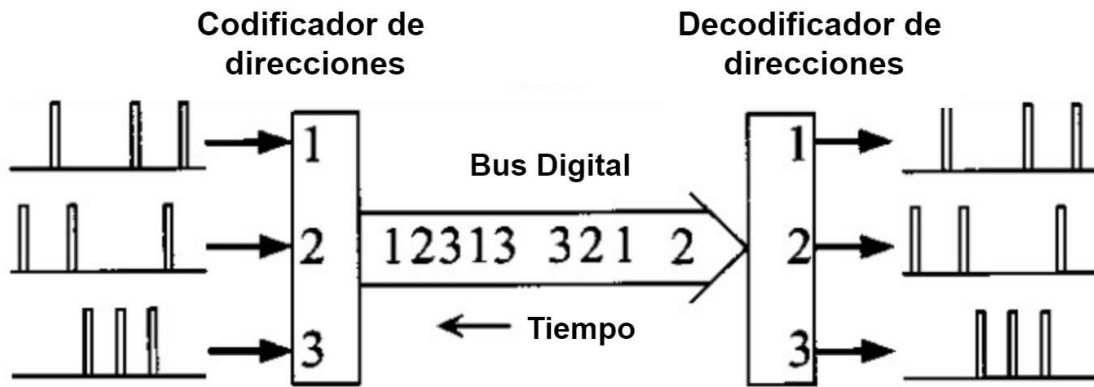 Codificador de
direcciones
Decodificador de
direcciones
1
2
3
Bus Digital
12313 321 2
Tiempo
1
2
3